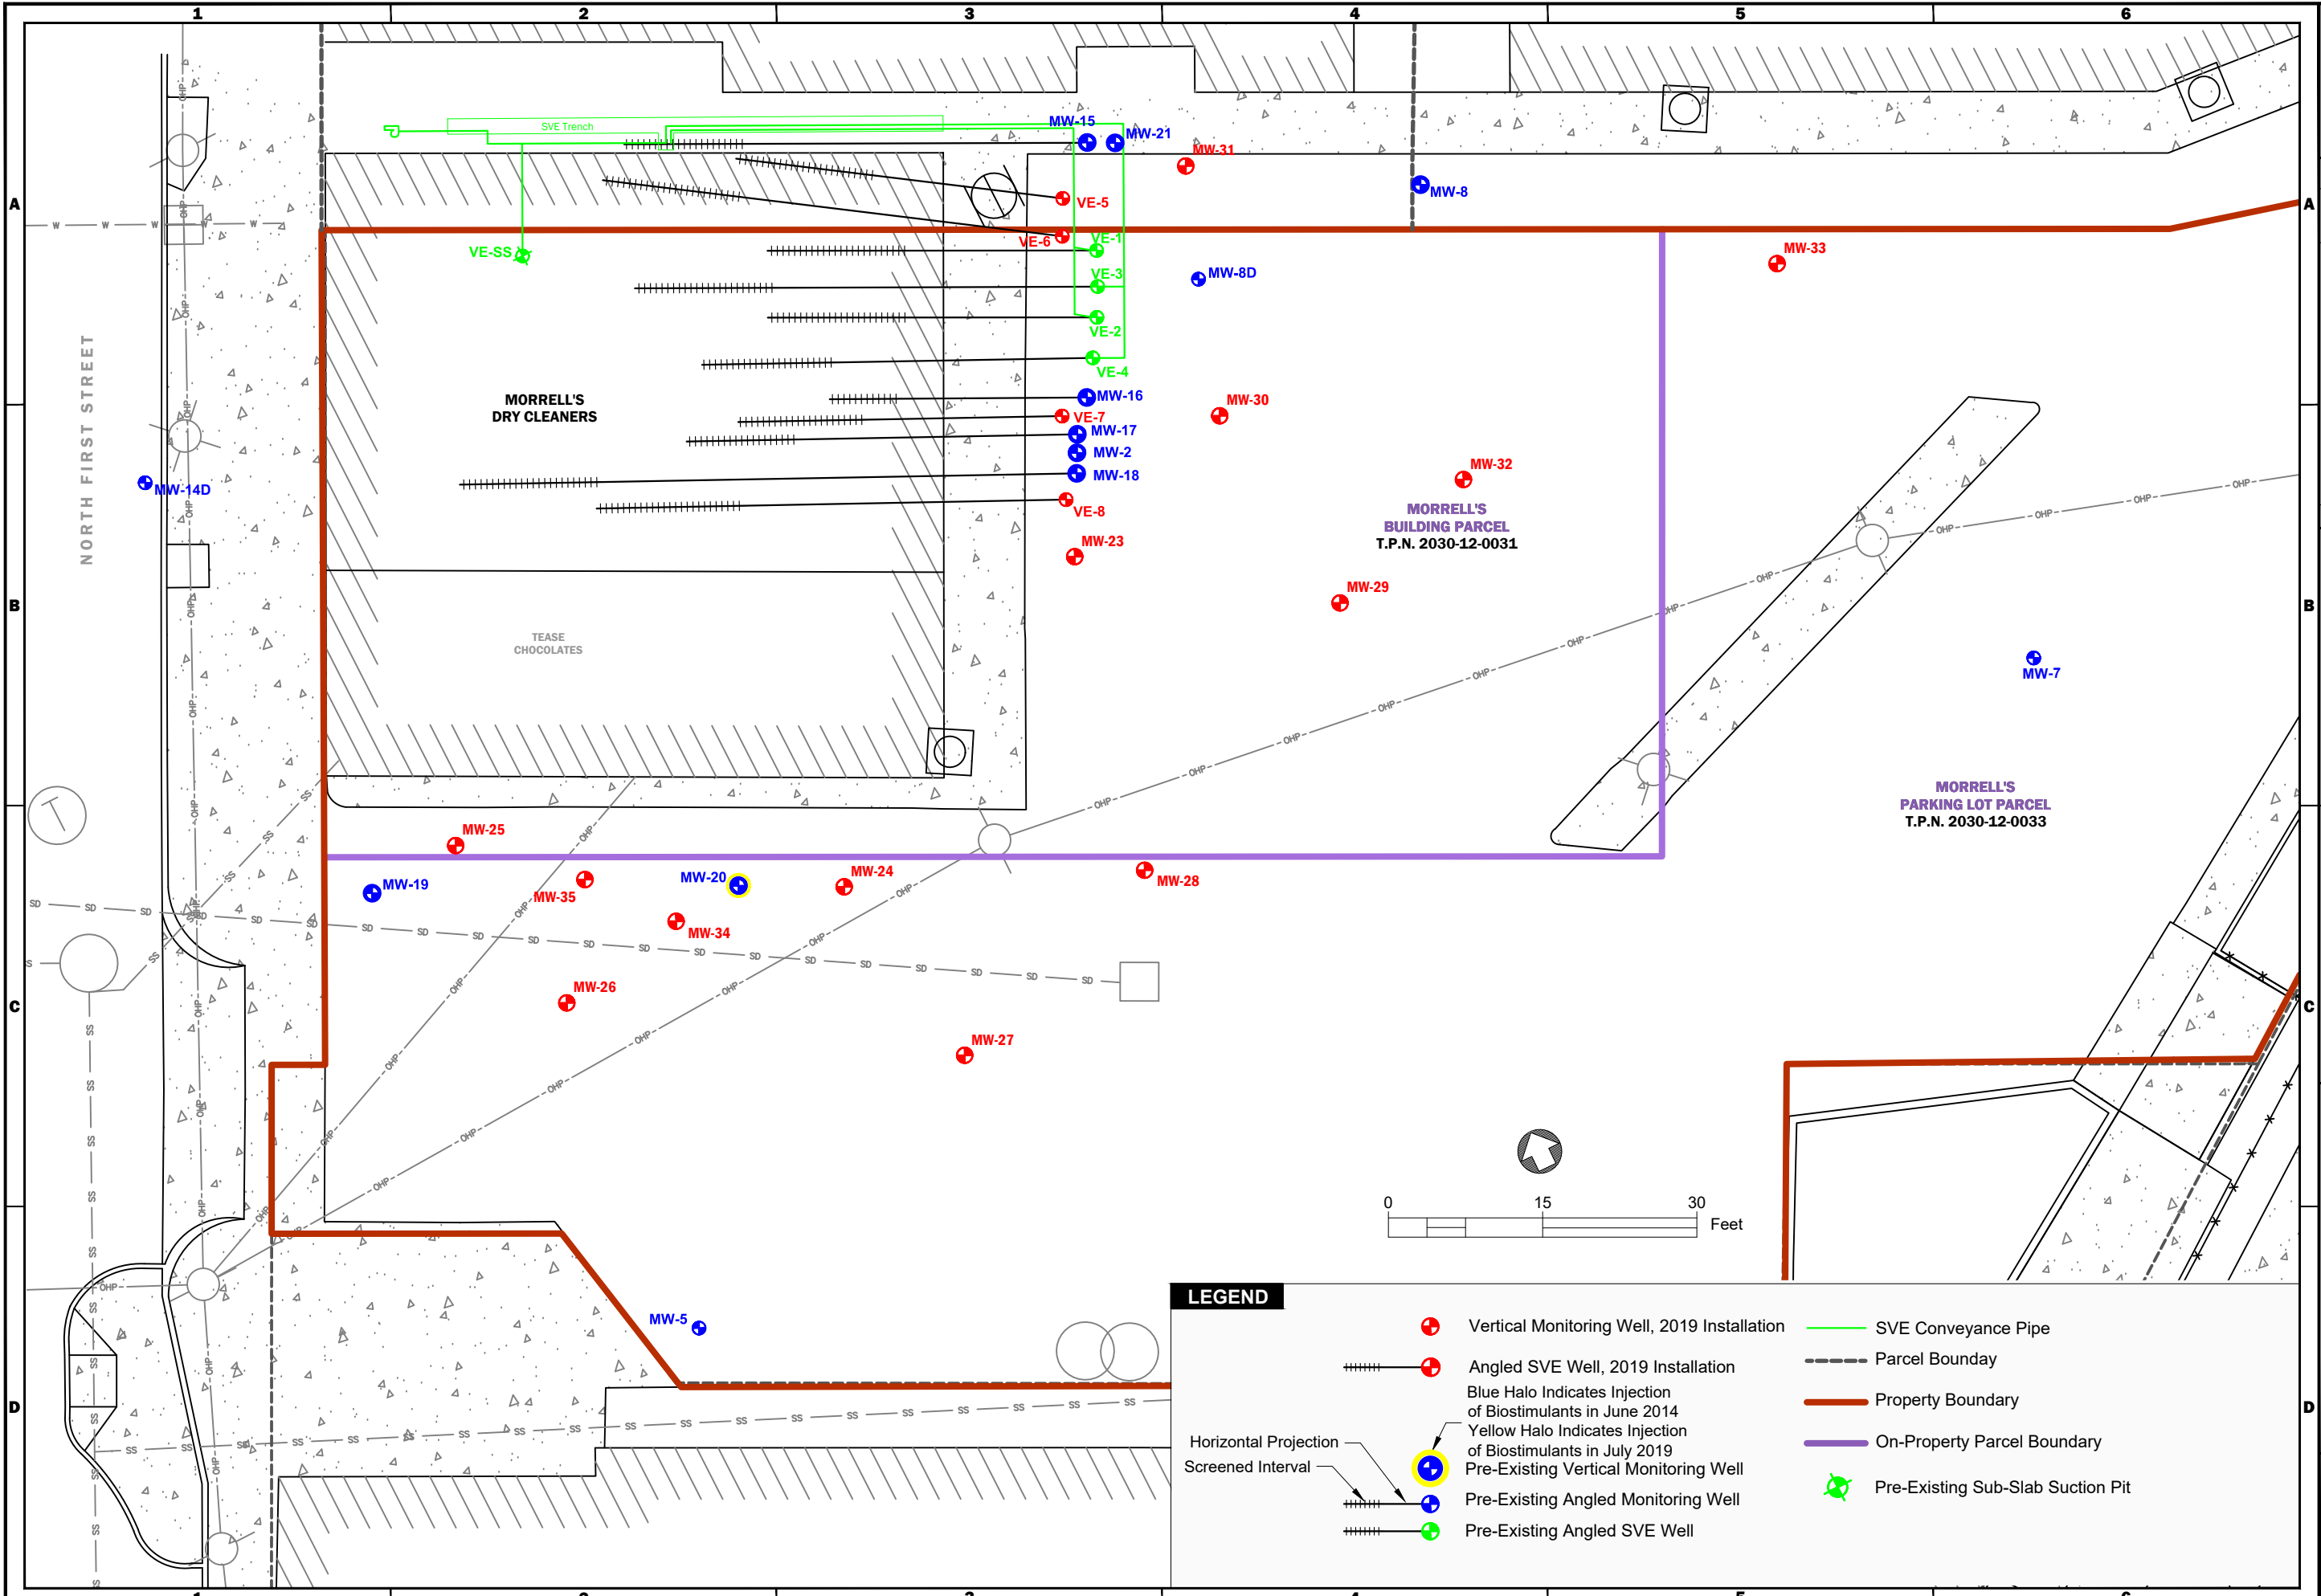 1 2 3 4 5 6
A A
B B
C C
D D
SVE Trench
MW-15
MW-21
MW-31
MW-8
VE-5
VE-6
VE-1
VE-SS
VE-3
MW-8D
MW-33
VE-2
VE-4
MW-16
MW-30
VE-7
MW-17
MW-2
MW-18
MW-32
VE-8
MW-23
MW-29
MW-14D
MW-7
NORTH FIRST STREET
MORRELL'S
DRY CLEANERS
MORRELL'S
BUILDING PARCEL
T.P.N. 2030-12-0031
TEASE
CHOCOLATES
MORRELL'S
PARKING LOT PARCEL
T.P.N. 2030-12-0033
MW-25
MW-19
MW-35
MW-20
MW-24
MW-28
MW-34
MW-26
MW-27
MW-5
W W W W W
OHP
SD
SS
T
0 15 30
Feet
LEGEND
Vertical Monitoring Well, 2019 Installation
Angled SVE Well, 2019 Installation
Blue Halo Indicates Injection
of Biostimulants in June 2014
Yellow Halo Indicates Injection
of Biostimulants in July 2019
Horizontal Projection
Screened Interval
Pre-Existing Vertical Monitoring Well
Pre-Existing Angled Monitoring Well
Pre-Existing Angled SVE Well
SVE Conveyance Pipe
Parcel Bounday
Property Boundary
On-Property Parcel Boundary
Pre-Existing Sub-Slab Suction Pit